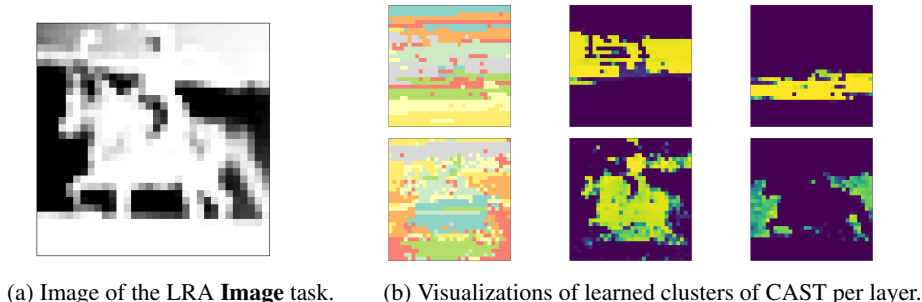 (a) Image of the LRA Image task.
(b) Visualizations of learned clusters of CAST per layer.